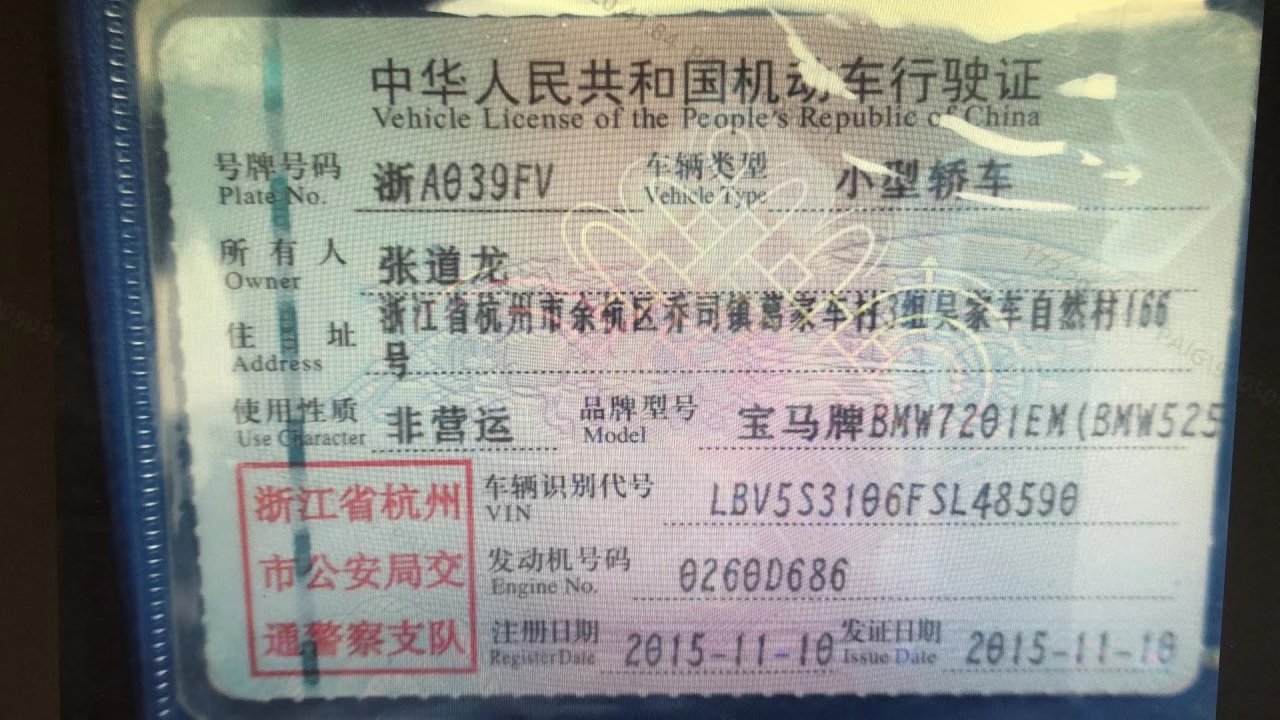 中华人民共和国机动车行驶证
Vehicle License of the People's Republic of China
号牌号码 浙A039FV 车辆类型 小型轿车
Plate No. Vehicle Type
所有人 张道龙
Owner
住址 浙江省杭州市余杭区乔司镇葛家车村3组吴家车自然村166
Address 号
使用性质 非营运 品牌型号 宝马牌BMW7201EM(BMW525
Use Character Model
浙江省杭州 车辆识别代号 LBV5S3106FSL48590
VIN
市公安局交 发动机号码 0260D686
Engine No.
通警察支队 注册日期 2015-11-10 发证日期 2015-11-10
Register Date Issue Date